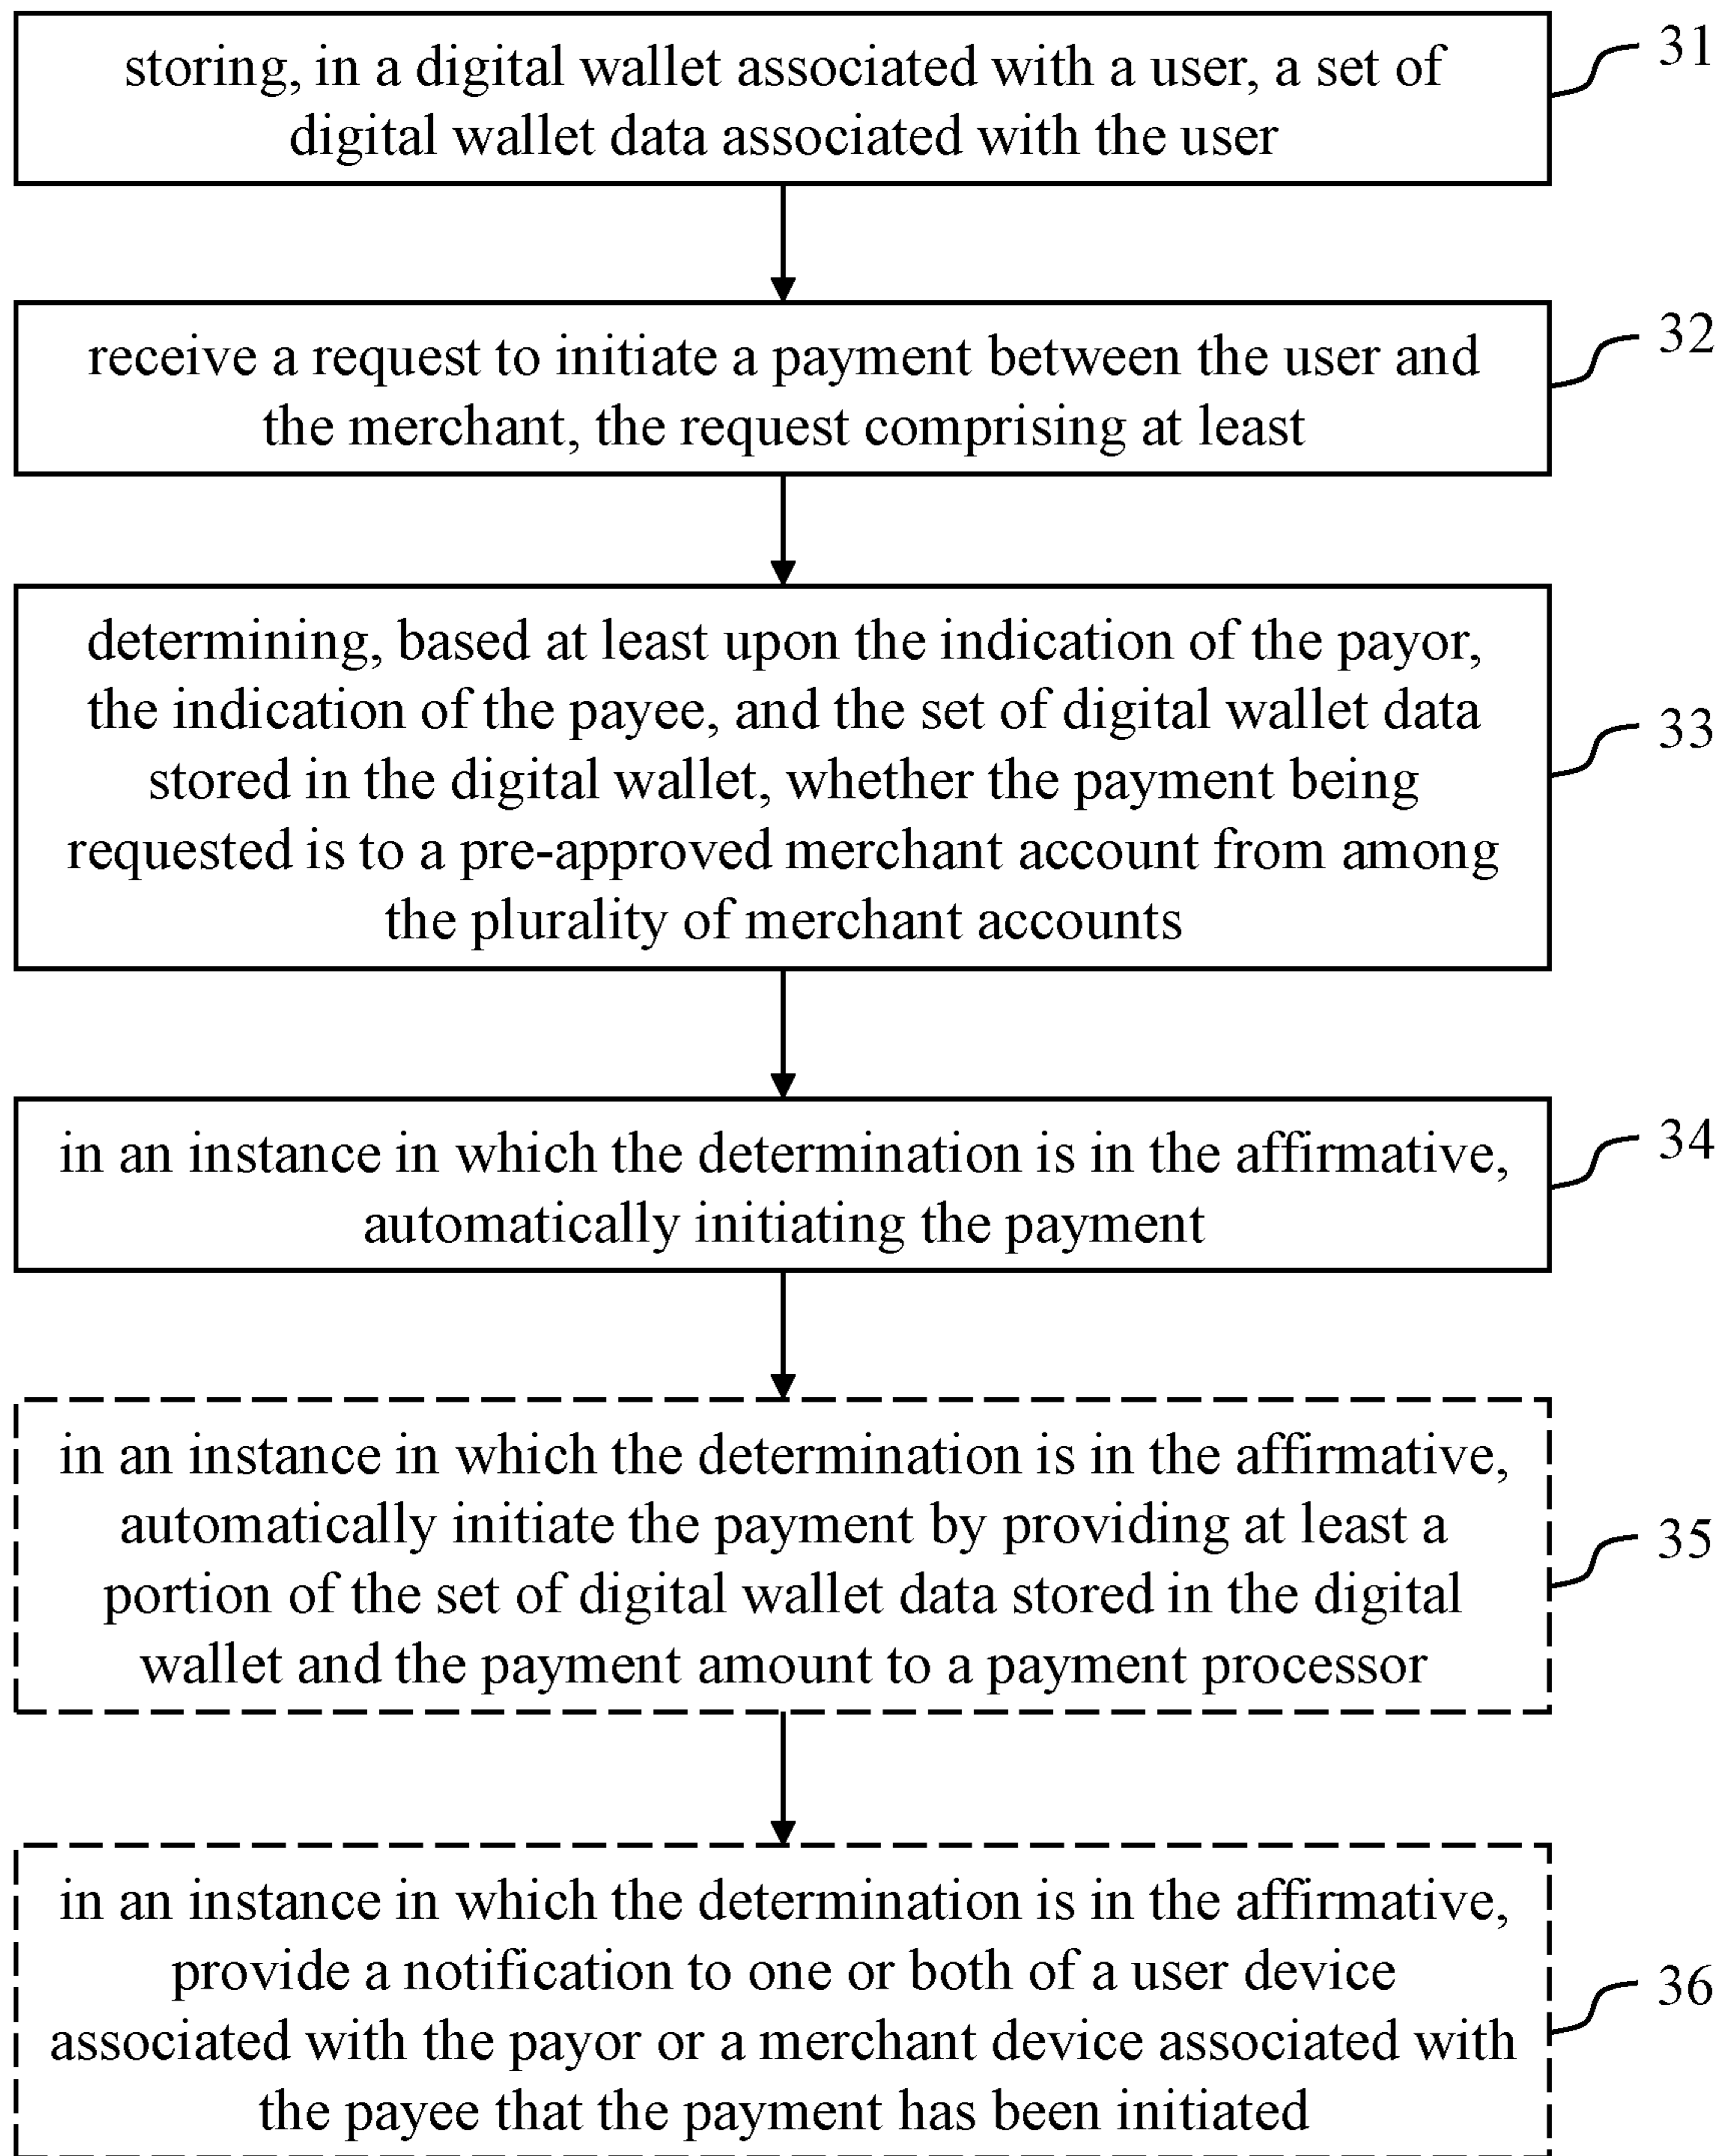 storing, in a digital wallet associated with a user, a set of
digital wallet data associated with the user
31
receive a request to initiate a payment between the user and
the merchant, the request comprising at least
32
determining, based at least upon the indication of the payor,
the indication of the payee, and the set of digital wallet data
stored in the digital wallet, whether the payment being
requested is to a pre-approved merchant account from among
the plurality of merchant accounts
33
in an instance in which the determination is in the affirmative,
automatically initiating the payment
34
in an instance in which the determination is in the affirmative,
automatically initiate the payment by providing at least a
portion of the set of digital wallet data stored in the digital
wallet and the payment amount to a payment processor
35
in an instance in which the determination is in the affirmative,
provide a notification to one or both of a user device
associated with the payor or a merchant device associated with
the payee that the payment has been initiated
36